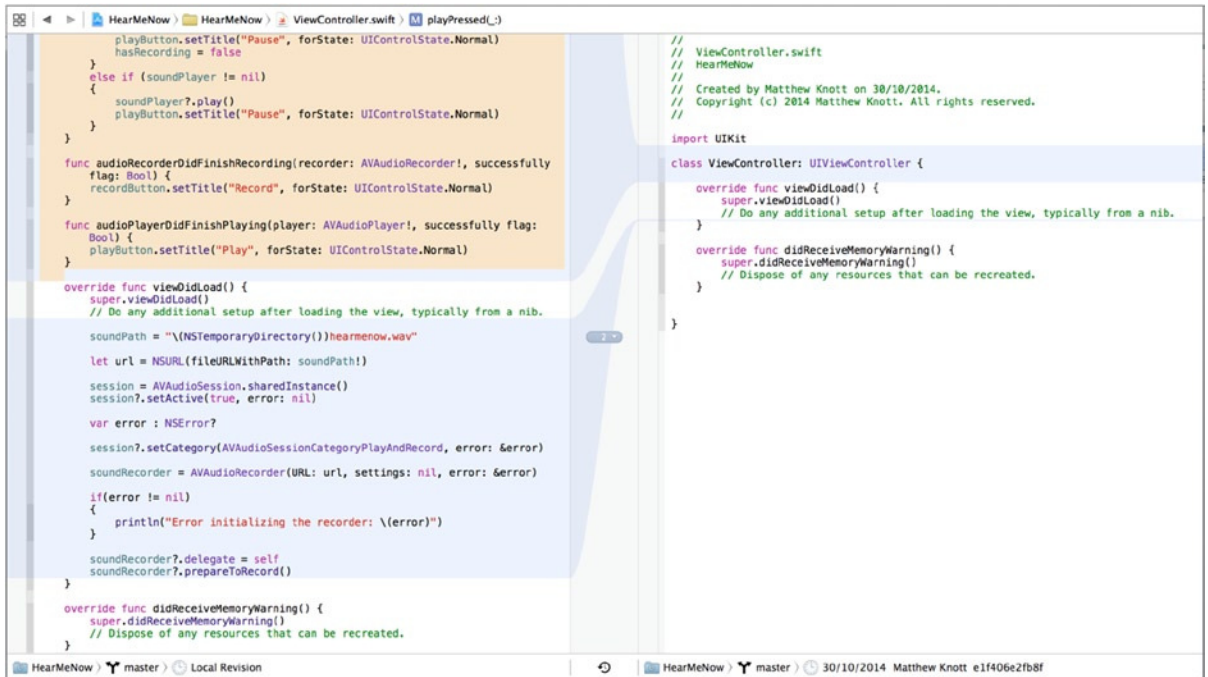 HearMeNow HearMeNow ViewController.swift M playPressed(_:)
playButton.setTitle("Pause", forState: UIControlState.Normal)
hasRecording = false
}
else if (soundPlayer != nil)
{
soundPlayer?.play()
playButton.setTitle("Pause", forState: UIControlState.Normal)
}
}
func audioRecorderDidFinishRecording(recorder: AVAudioRecorder!, successfully
flag: Bool) {
recordButton.setTitle("Record", forState: UIControlState.Normal)
}
func audioPlayerDidFinishPlaying(player: AVAudioPlayer!, successfully flag:
Bool) {
playButton.setTitle("Play", forState: UIControlState.Normal)
}
override func viewDidLoad() {
super.viewDidLoad()
// Do any additional setup after loading the view, typically from a nib.
soundPath = "\(NSTemporaryDirectory())hearmenow.wav"
let url = NSURL(fileURLWithPath: soundPath!)
session = AVAudioSession.sharedInstance()
session?.setActive(true, error: nil)
var error : NSError?
session?.setCategory(AVAudioSessionCategoryPlayAndRecord, error: &error)
soundRecorder = AVAudioRecorder(URL: url, settings: nil, error: &error)
if(error != nil)
{
println("Error initializing the recorder: \(error)")
}
soundRecorder?.delegate = self
soundRecorder?.prepareToRecord()
}
override func didReceiveMemoryWarning() {
super.didReceiveMemoryWarning()
// Dispose of any resources that can be recreated.
}
2
//
// ViewController.swift
// HearMeNow
//
// Created by Matthew Knott on 30/10/2014.
// Copyright (c) 2014 Matthew Knott. All rights reserved.
//
import UIKit
class ViewController: UIViewController {
override func viewDidLoad() {
super.viewDidLoad()
// Do any additional setup after loading the view, typically from a nib.
}
override func didReceiveMemoryWarning() {
super.didReceiveMemoryWarning()
// Dispose of any resources that can be recreated.
}
}
HearMeNow master Local Revision
HearMeNow master 30/10/2014 Matthew Knott e1f406e2fb8f